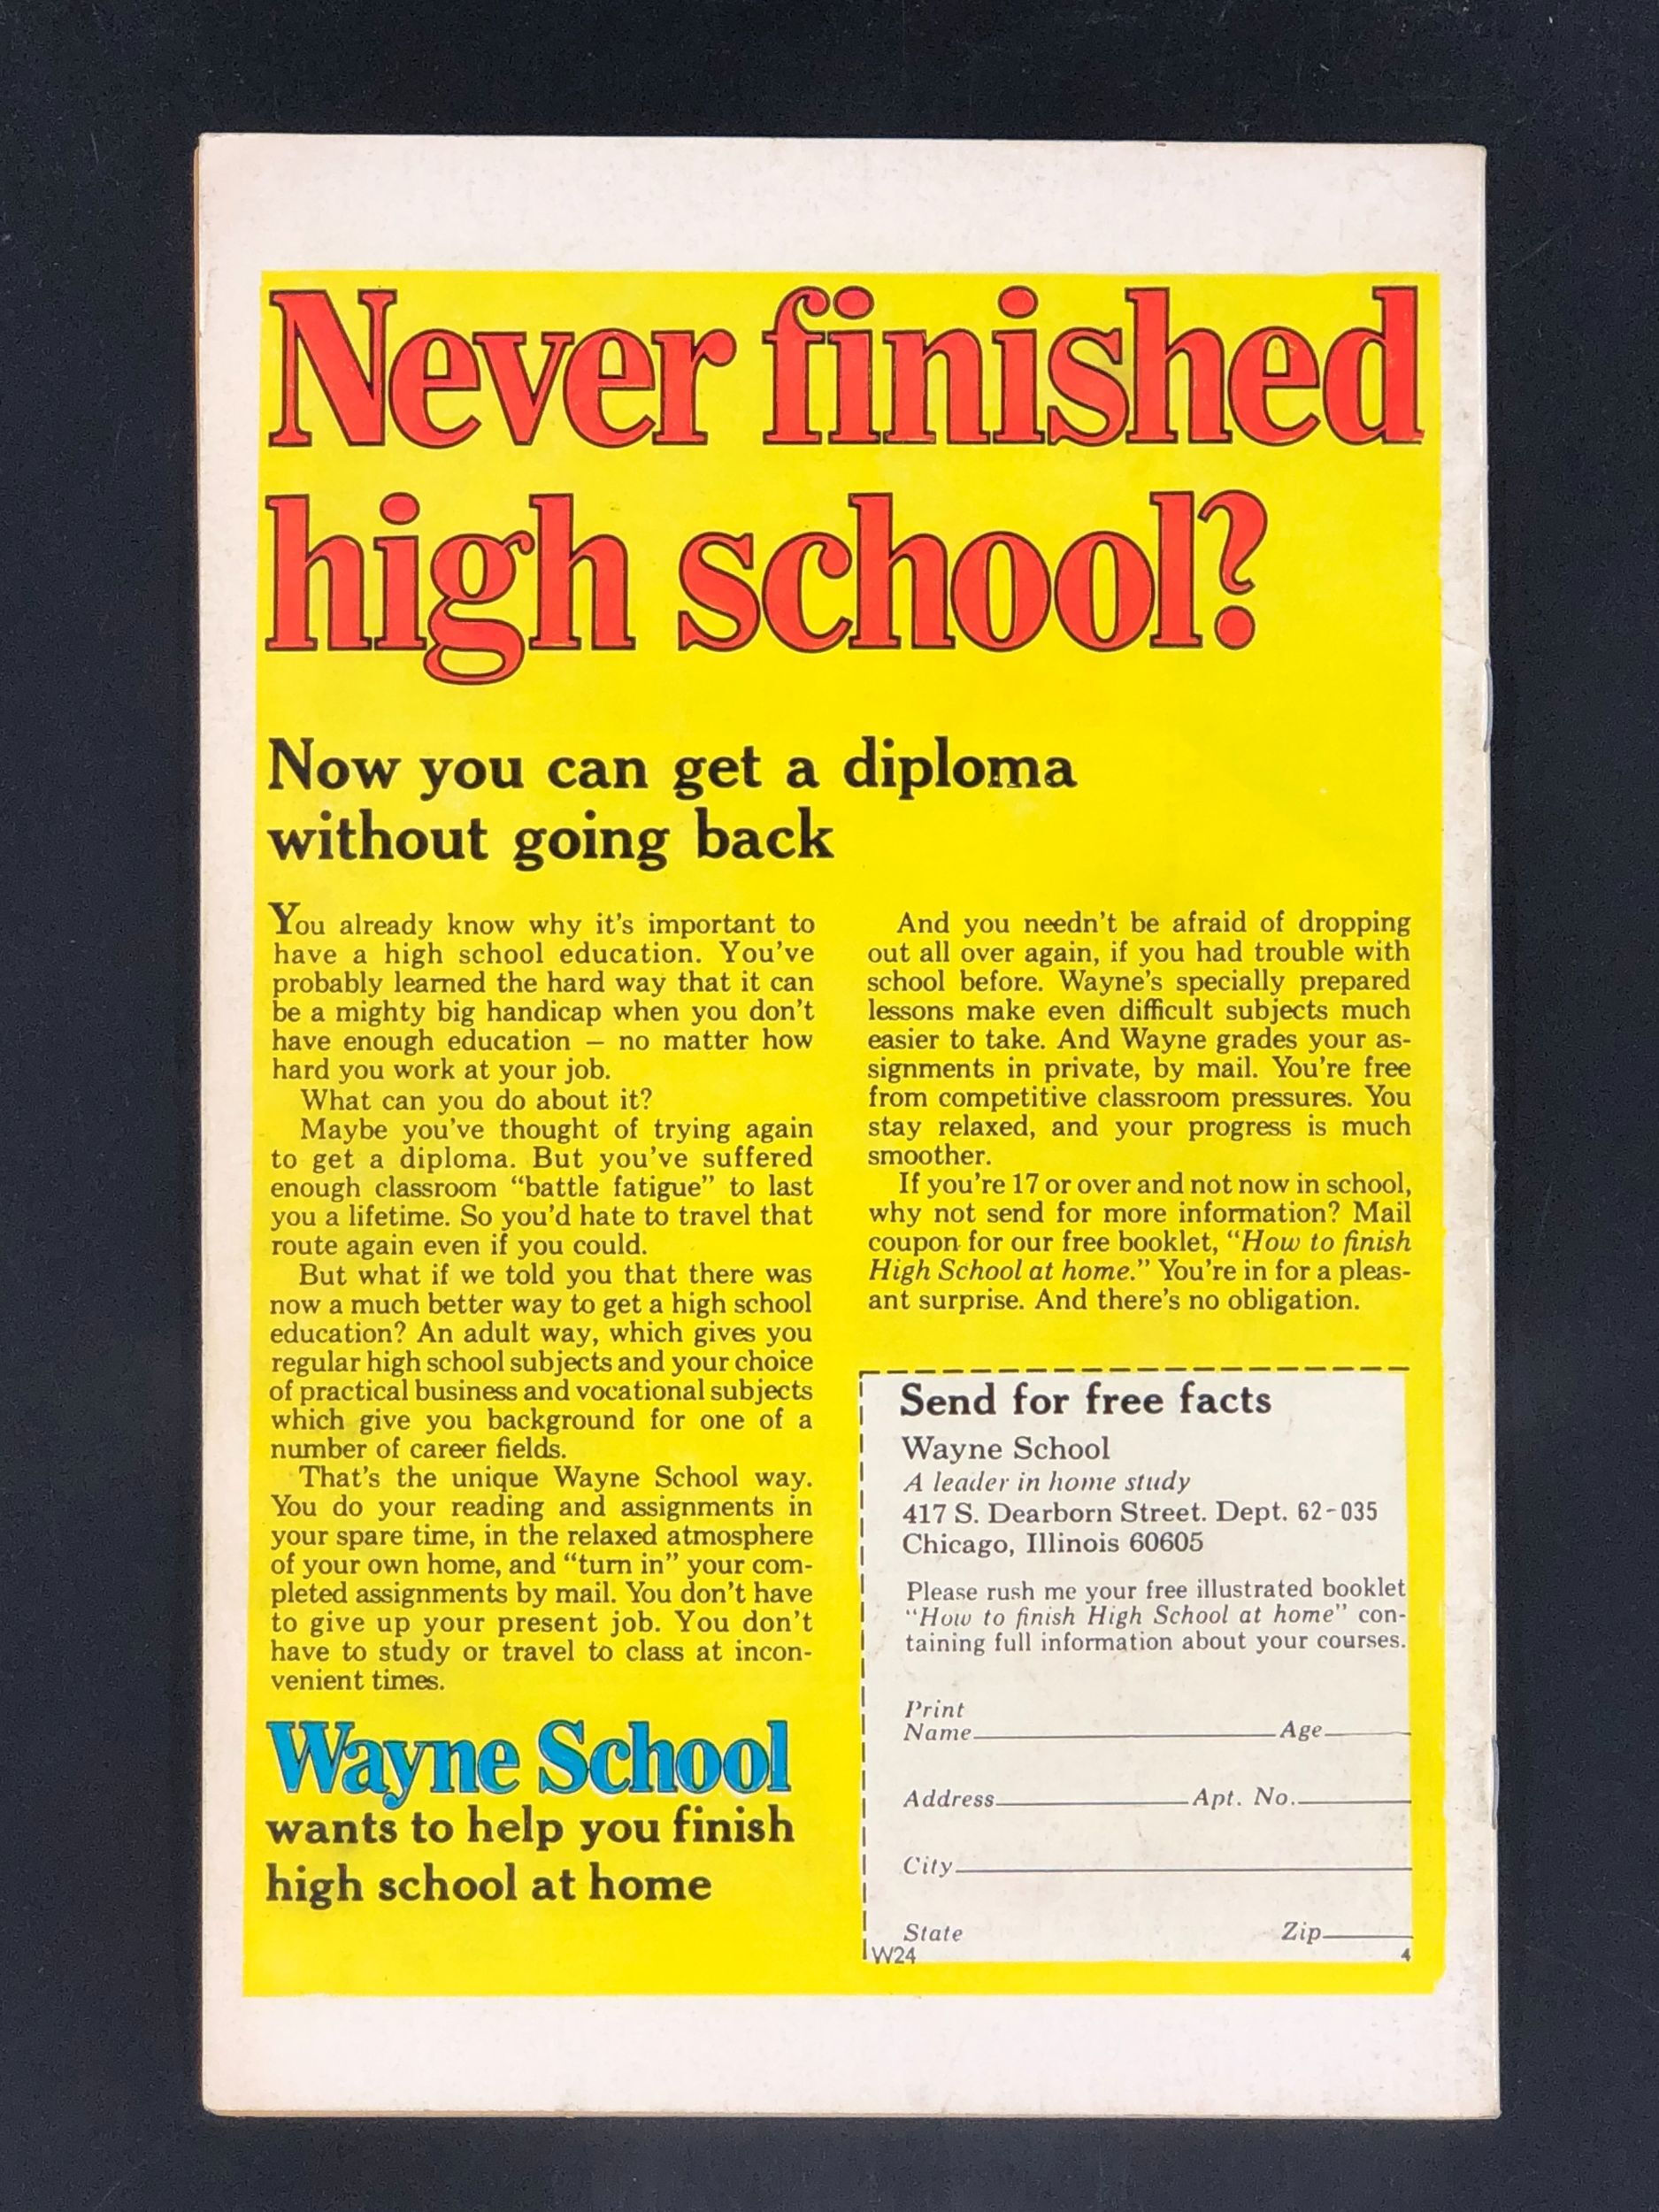 Never finished
high school?
Now you can get a diploma
without going back
You already know why it's important to
have a high school education. You've
probably learned the hard way that it can
be a mighty big handicap when you don't
have enough education – no matter how
hard you work at your job.
What can you do about it?
Maybe you've thought of trying again
to get a diploma. But you've suffered
enough classroom “battle fatigue” to last
you a lifetime. So you'd hate to travel that
route again even if you could.
But what if we told you that there was
now a much better way to get a high school
education? An adult way, which gives you
regular high school subjects and your choice
of practical business and vocational subjects
which give you background for one of a
number of career fields.
That's the unique Wayne School way.
You do your reading and assignments in
your spare time, in the relaxed atmosphere
of your own home, and “turn in” your com-
pleted assignments by mail. You don't have
to give up your present job. You don't
have to study or travel to class at incon-
venient times.
Wayne School
wants to help you finish
high school at home
And you needn't be afraid of dropping
out all over again, if you had trouble with
school before. Wayne's specially prepared
lessons make even difficult subjects much
easier to take. And Wayne grades your as-
signments in private, by mail. You're free
from competitive classroom pressures. You
stay relaxed, and your progress is much
smoother.
If you're 17 or over and not now in school,
why not send for more information? Mail
coupon for our free booklet, “How to finish
High School at home.” You're in for a pleas-
ant surprise. And there's no obligation.
Send for free facts
Wayne School
A leader in home study
417 S. Dearborn Street. Dept. 62-035
Chicago, Illinois 60605
Please rush me your free illustrated booklet
“How to finish High School at home” con-
taining full information about your courses.
Print
Name Age
Address Apt. No.
City
State Zip
W24 4